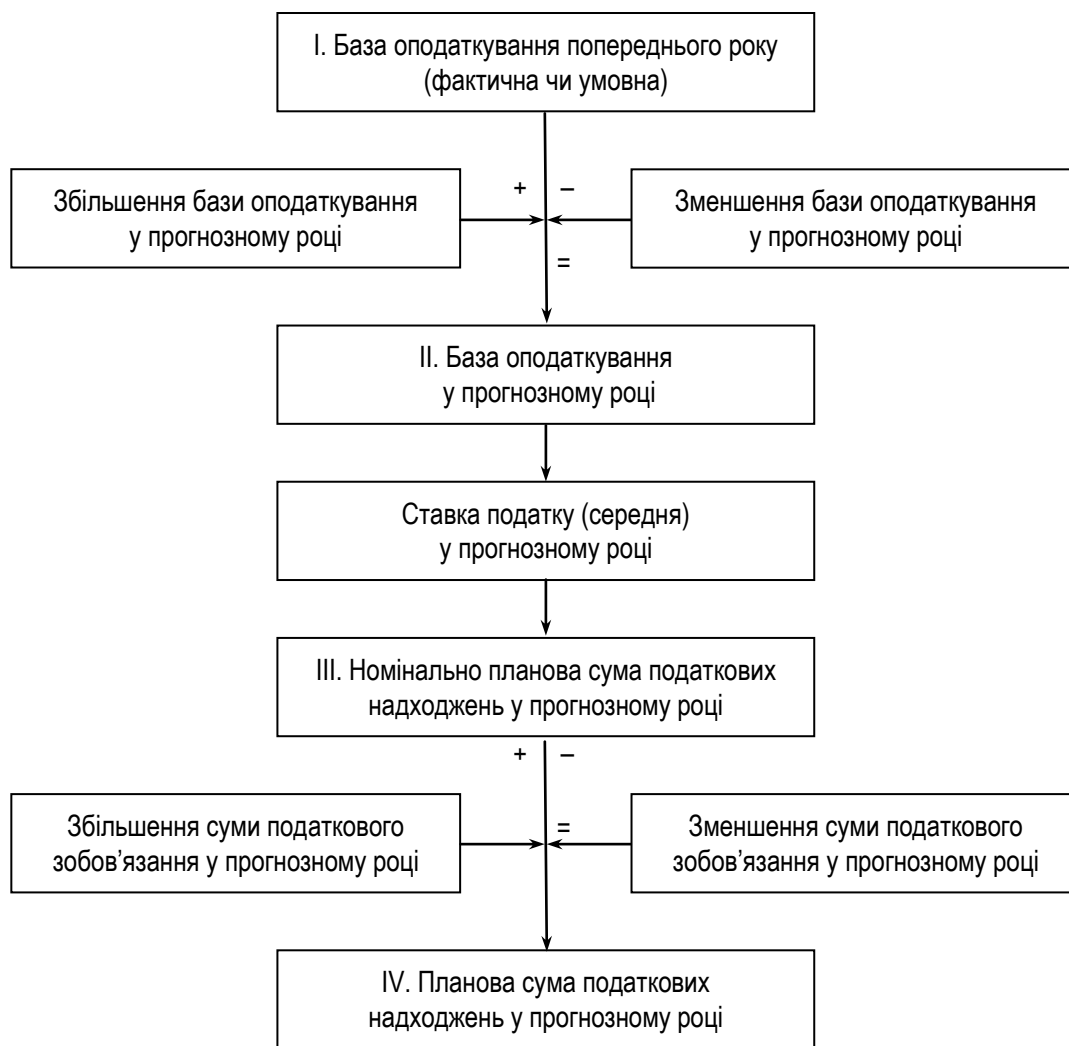 I. База оподаткування попереднього року
(фактична чи умовна)
+ –
Збільшення бази оподаткування
у прогнозному році
Зменшення бази оподаткування
у прогнозному році
=
II. База оподаткування
у прогнозному році
Ставка податку (середня)
у прогнозному році
III. Номінально планова сума податкових
надходжень у прогнозному році
+ –
Збільшення суми податкового
зобов’язання у прогнозному році
=
Зменшення суми податкового
зобов’язання у прогнозному році
IV. Планова сума податкових
надходжень у прогнозному році